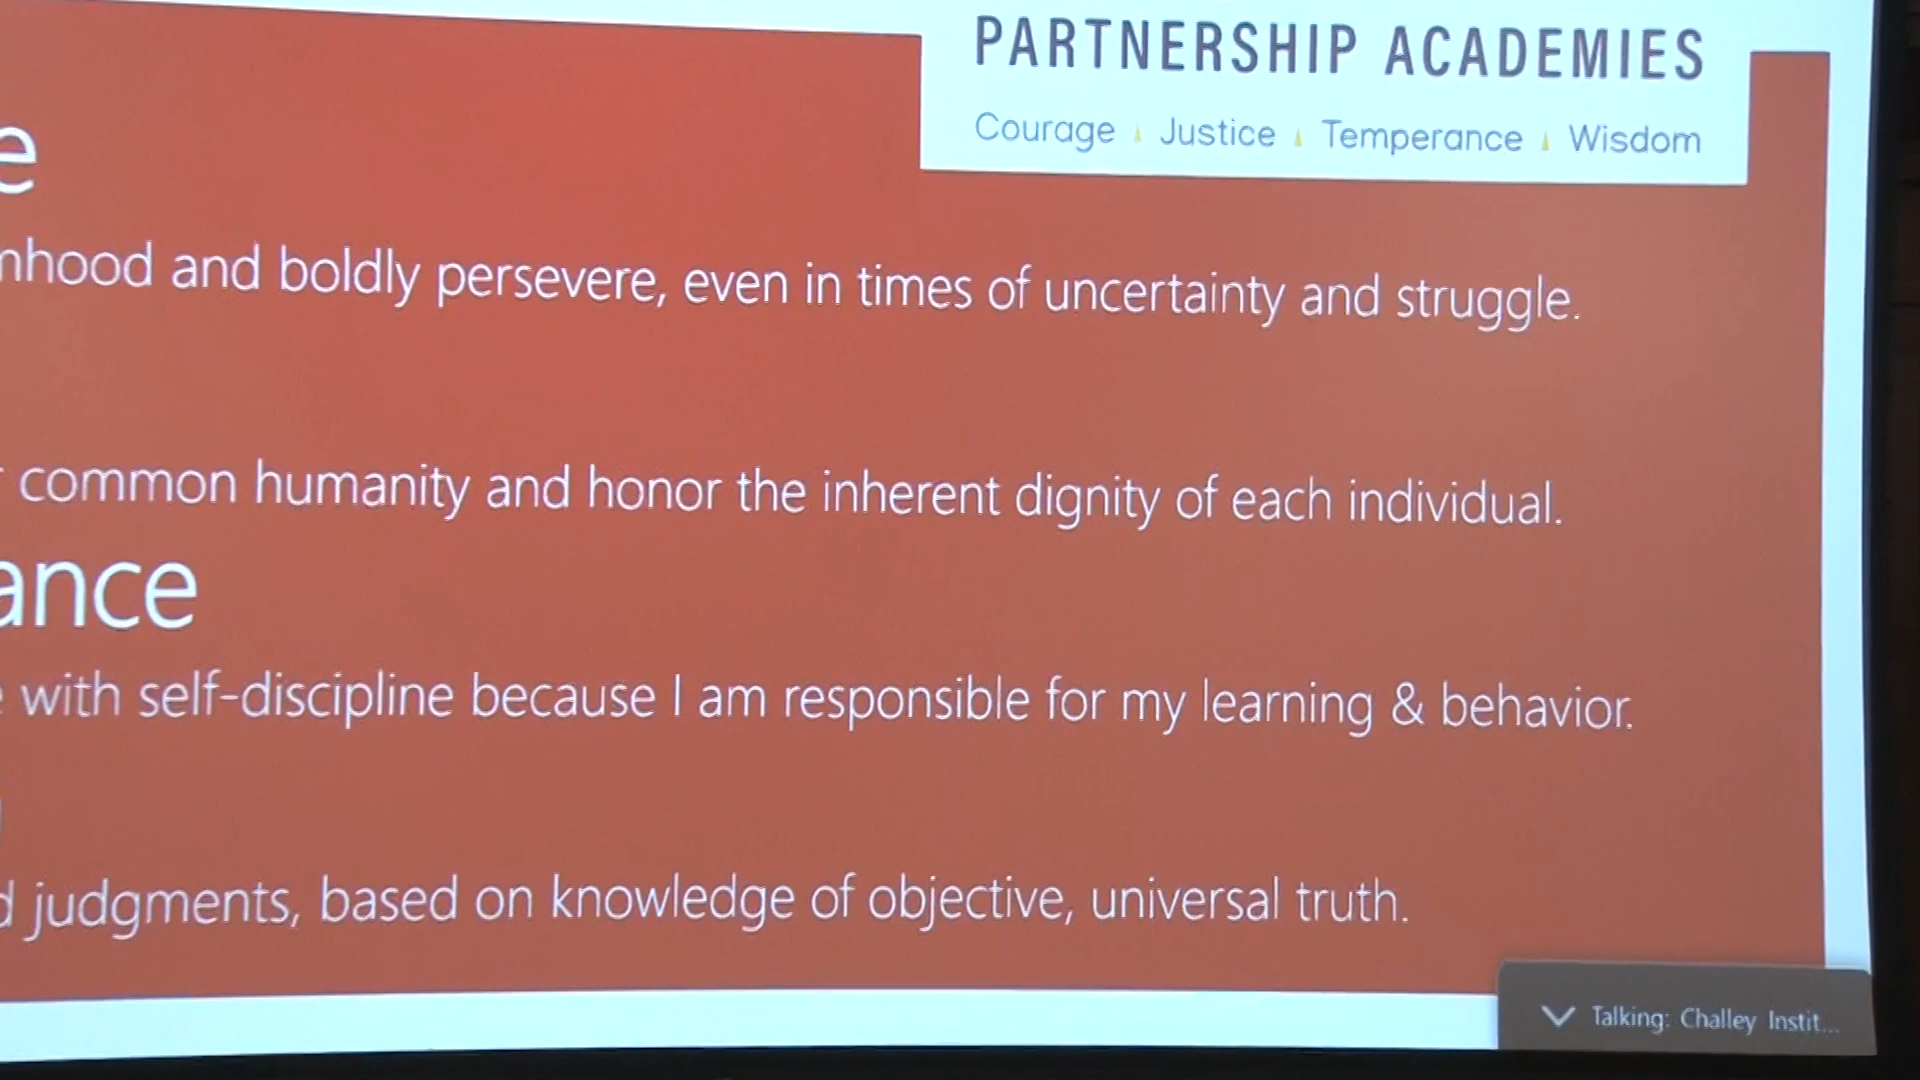 PARTNERSHIP ACADEMIES
Courage Justice Temperance Wisdom
and boldly persevere, even in times of uncertainty and struggle.
common humanity and honor the inherent dignity of each individual.
with self-discipline because I am responsible for my learning & behavior.
judgments, based on knowledge of objective, universal truth.
Talking: Challey Instit...